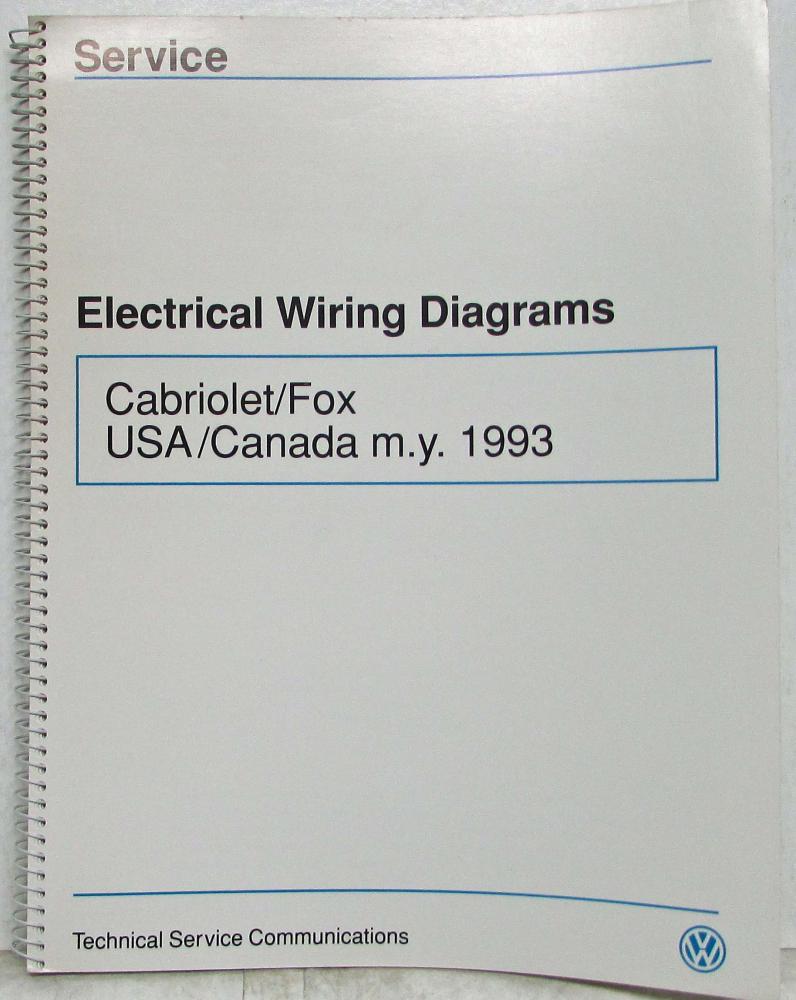 Service
Electrical Wiring Diagrams
Cabriolet/Fox
USA/Canada m.y. 1993
Technical Service Communications
VW